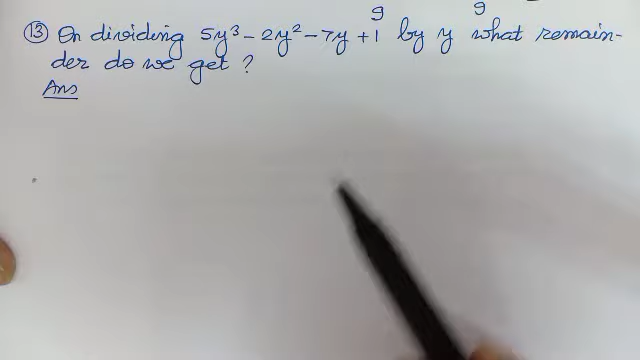 ⑬ On dividing 5y³ - 2y² - 7y + 1 by y what remain-
der do we get ?
Ans